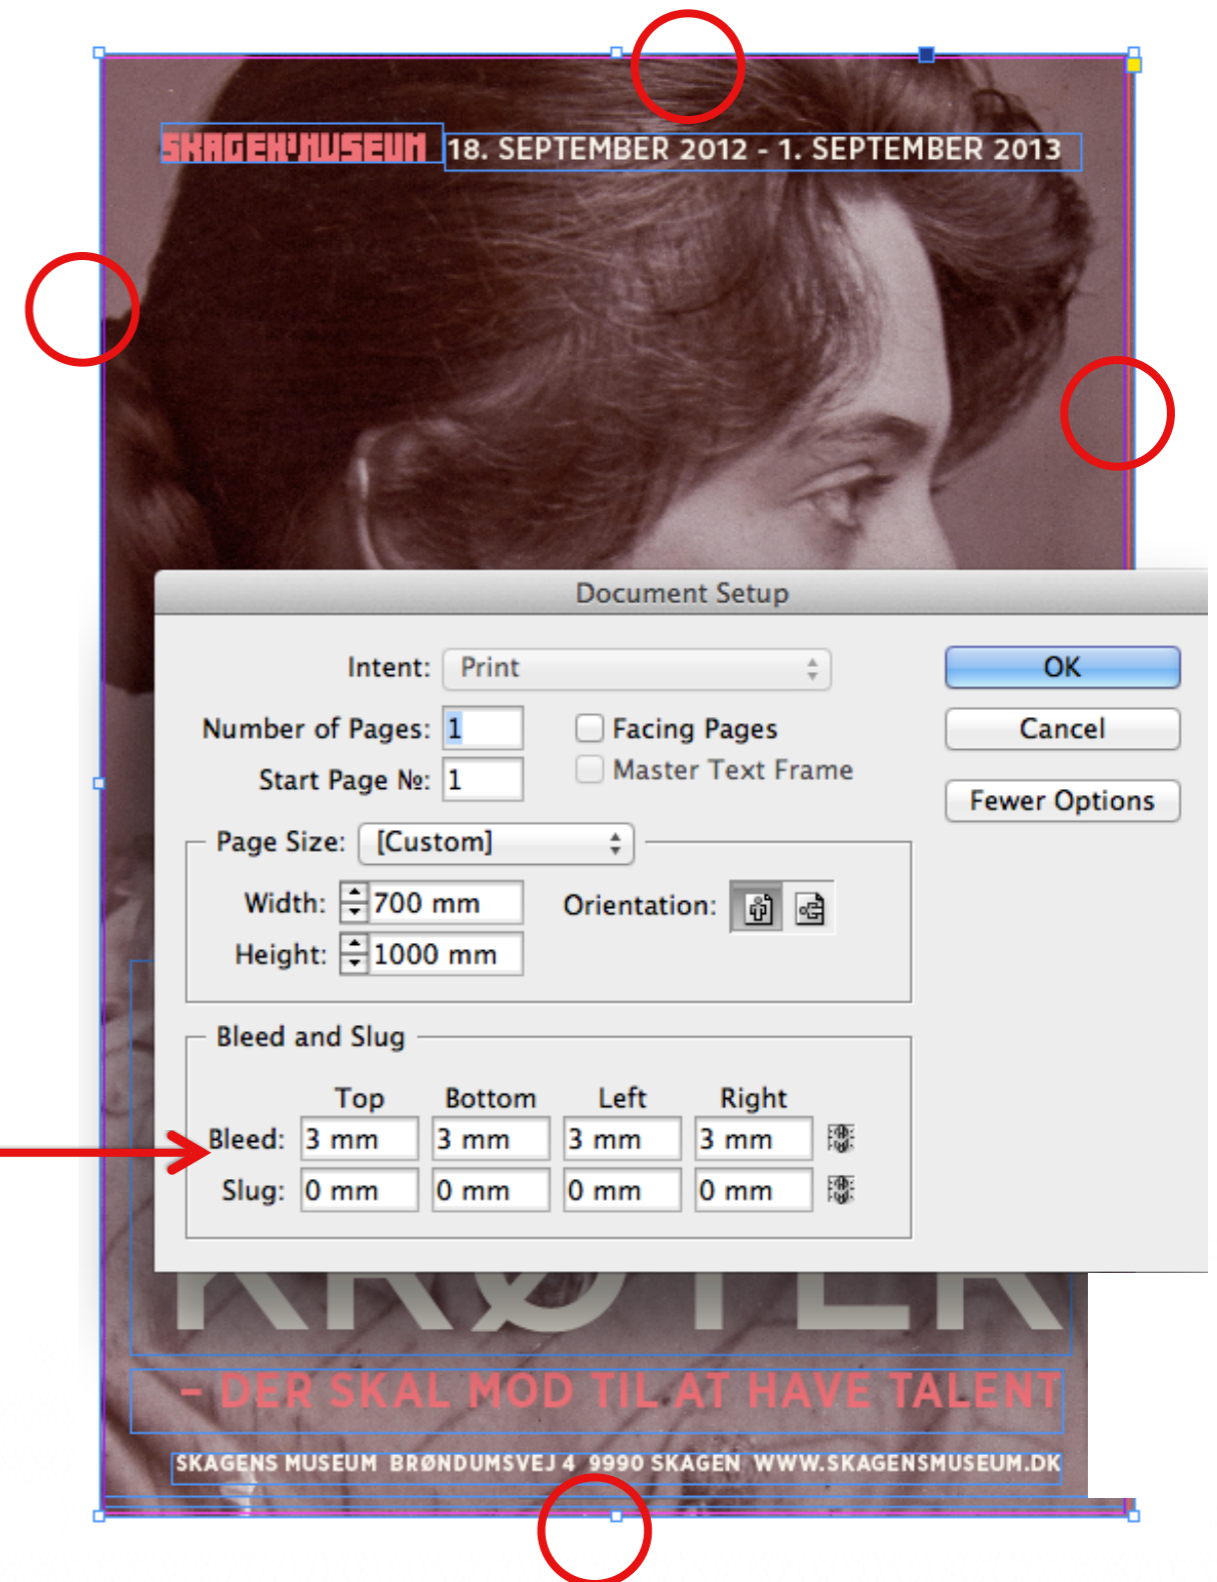 SKAGENS MUSEUM 18. SEPTEMBER 2012 - 1. SEPTEMBER 2013
Document Setup
Intent: Print
OK
Number of Pages: 1
Facing Pages
Cancel
Start Page №: 1
Master Text Frame
Fewer Options
Page Size: [Custom]
Width: 700 mm
Orientation:
Height: 1000 mm
Bleed and Slug
Top Bottom Left Right
Bleed: 3 mm 3 mm 3 mm 3 mm
Slug: 0 mm 0 mm 0 mm 0 mm
KRØYER
– DER SKAL MOD TIL AT HAVE TALENT
SKAGENS MUSEUM BRØNDUMSVEJ 4 9990 SKAGEN WWW.SKAGENSMUSEUM.DK